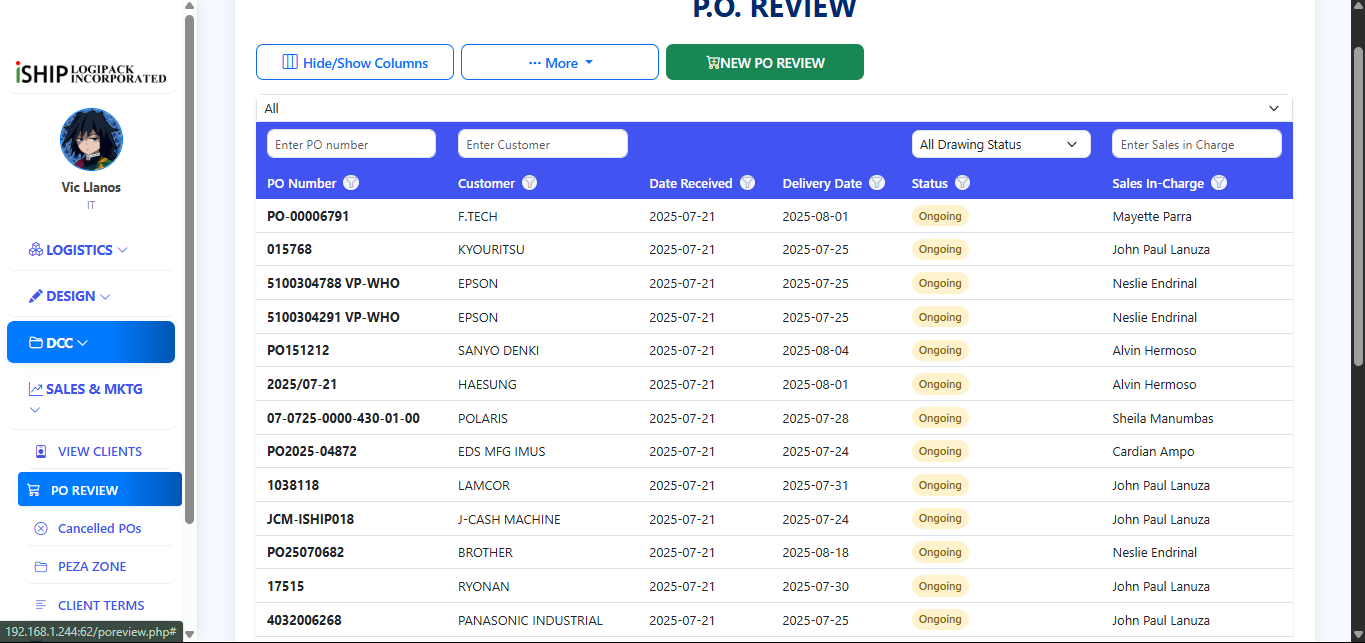 P.O. REVIEW
iSHIP LOGIPACK INCORPORATED
Vic Llanos
IT
LOGISTICS
DESIGN
DCC
SALES & MKTG
VIEW CLIENTS
PO REVIEW
Cancelled POs
PEZA ZONE
CLIENT TERMS
192.168.1.244:62/poreview.php#
Hide/Show Columns ··· More NEW PO REVIEW
All
Enter PO number Enter Customer All Drawing Status Enter Sales in Charge
PO Number Customer Date Received Delivery Date Status Sales In-Charge
PO-00006791 F.TECH 2025-07-21 2025-08-01 Ongoing Mayette Parra
015768 KYOURITSU 2025-07-21 2025-07-25 Ongoing John Paul Lanuza
5100304788 VP-WHO EPSON 2025-07-21 2025-07-25 Ongoing Neslie Endrinal
5100304291 VP-WHO EPSON 2025-07-21 2025-07-25 Ongoing Neslie Endrinal
PO151212 SANYO DENKI 2025-07-21 2025-08-04 Ongoing Alvin Hermoso
2025/07-21 HAESUNG 2025-07-21 2025-08-01 Ongoing Alvin Hermoso
07-0725-0000-430-01-00 POLARIS 2025-07-21 2025-07-28 Ongoing Sheila Manumbas
PO2025-04872 EDS MFG IMUS 2025-07-21 2025-07-24 Ongoing Cardian Ampo
1038118 LAMCOR 2025-07-21 2025-07-31 Ongoing John Paul Lanuza
JCM-ISHIP018 J-CASH MACHINE 2025-07-21 2025-07-24 Ongoing John Paul Lanuza
PO25070682 BROTHER 2025-07-21 2025-08-18 Ongoing Neslie Endrinal
17515 RYONAN 2025-07-21 2025-07-30 Ongoing John Paul Lanuza
4032006268 PANASONIC INDUSTRIAL 2025-07-21 2025-07-25 Ongoing John Paul Lanuza